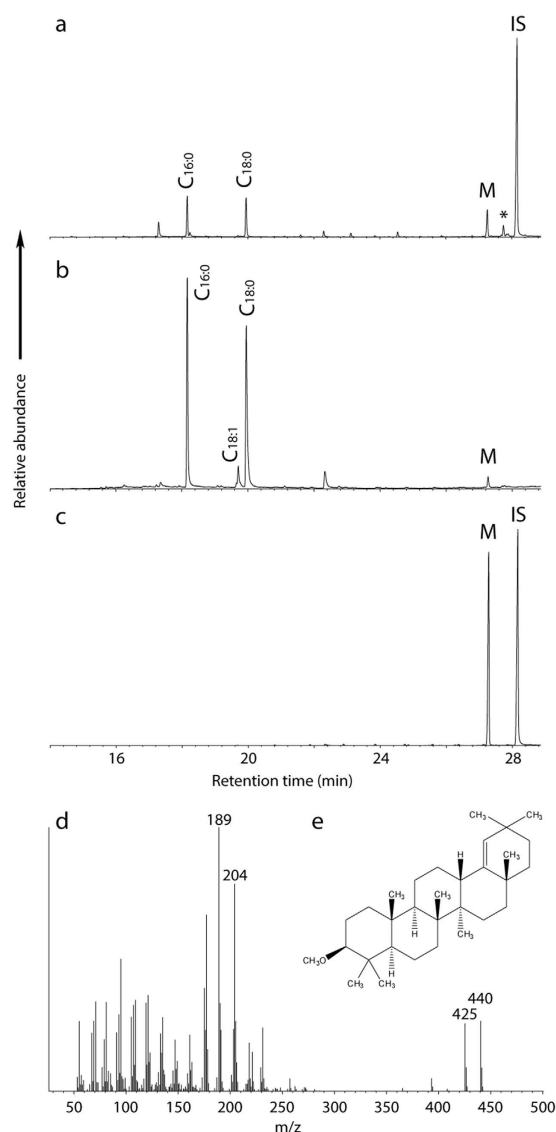 a
IS
C16:0
C18:0
M
*
b
C16:0
C18:0
C18:1
M
Relative abundance
c
M
IS
16 20 24 28
Retention time (min)
d
e
189
204
CH₃ CH₃
H
CH₃ CH₃ CH₃
H CH₃
CH₃O
H
CH₃ CH₃
440
425
50 100 150 200 250 300 350 400 450 500
m/z